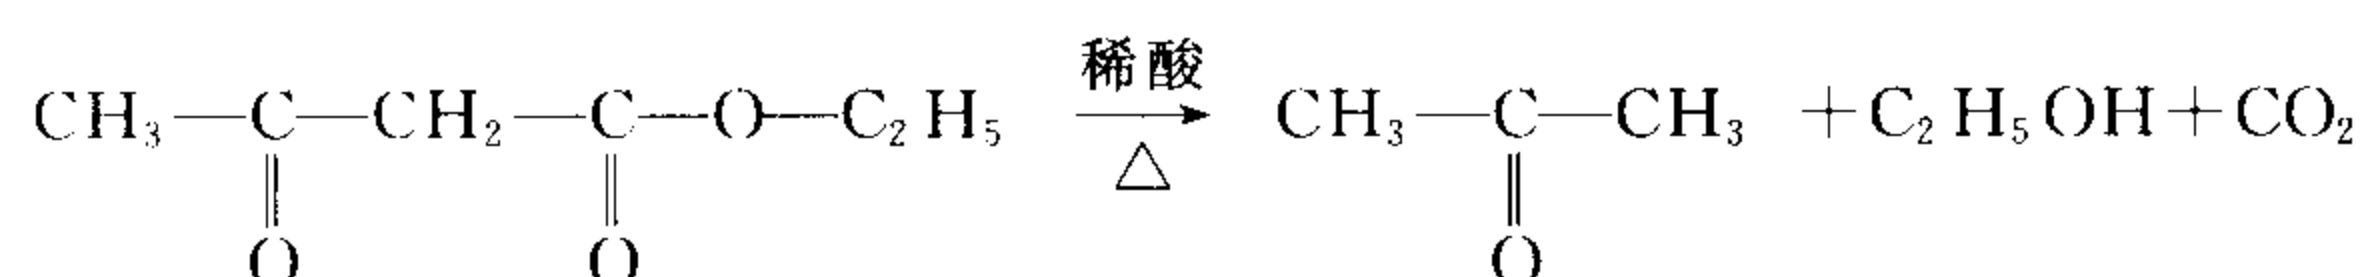 稀酸
CH₃—C—CH₂—C—O—C₂H₅ → CH₃—C—CH₃ +C₂H₅OH+CO₂
△
O O O